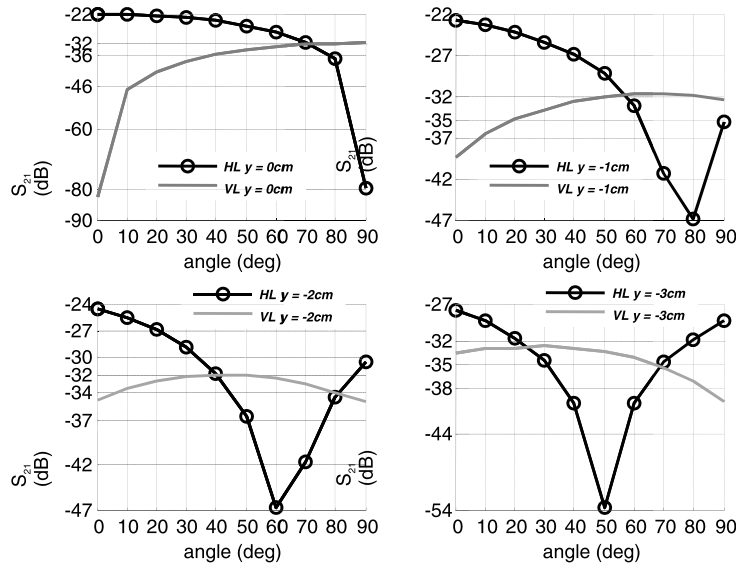 -22
-32
-36
-46
-60
-80
-90
S21
(dB)
HL y = 0cm
VL y = 0cm
0 10 20 30 40 50 60 70 80 90
angle (deg)
-22
-27
-32
-35
-37
-42
-47
S21
(dB)
HL y = -1cm
VL y = -1cm
0 10 20 30 40 50 60 70 80 90
angle (deg)
-24
-27
-30
-32
-34
-37
-42
-47
S21
(dB)
HL y = -2cm
VL y = -2cm
0 10 20 30 40 50 60 70 80 90
angle (deg)
-27
-32
-35
-38
-44
-54
S21
(dB)
HL y = -3cm
VL y = -3cm
0 10 20 30 40 50 60 70 80 90
angle (deg)